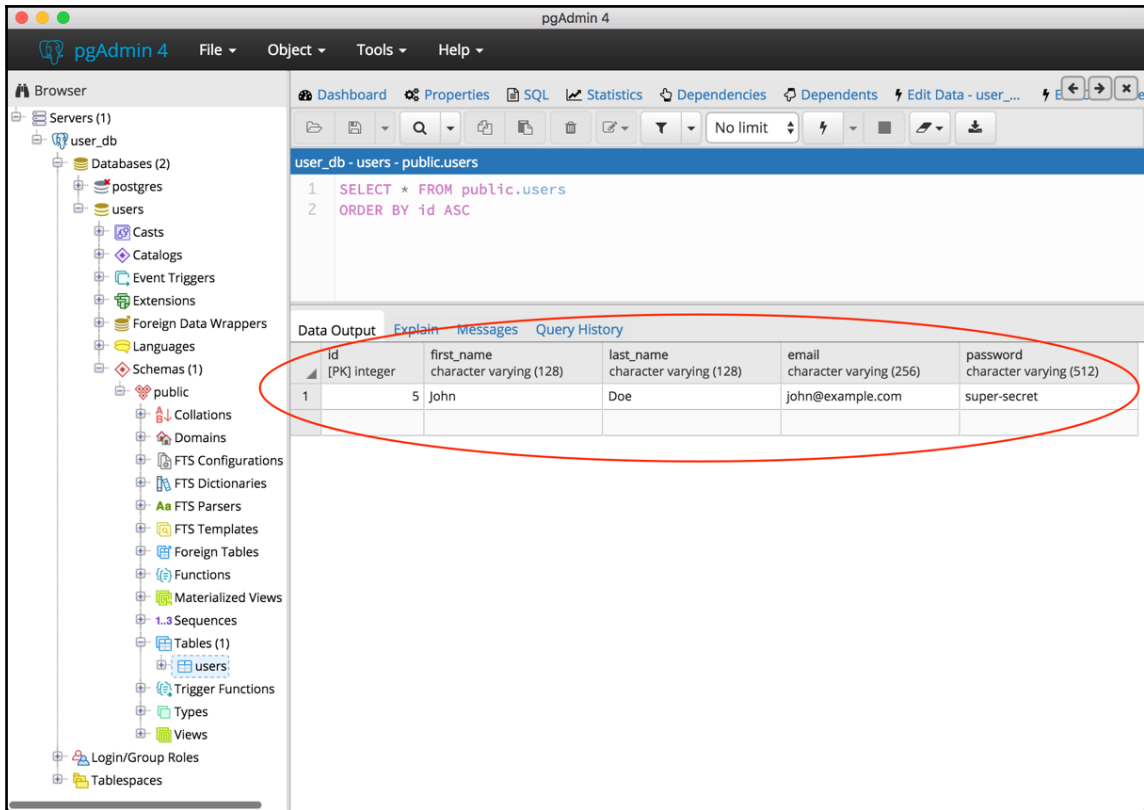 pgAdmin 4
pgAdmin 4 File Object Tools Help
Browser
Servers (1)
user_db
Databases (2)
postgres
users
Casts
Catalogs
Event Triggers
Extensions
Foreign Data Wrappers
Languages
Schemas (1)
public
Collations
Domains
FTS Configurations
FTS Dictionaries
Aa FTS Parsers
FTS Templates
Foreign Tables
Functions
Materialized Views
1..3 Sequences
Tables (1)
users
Trigger Functions
Types
Views
Login/Group Roles
Tablespaces
Dashboard Properties SQL Statistics Dependencies Dependents Edit Data - user_...
No limit
user_db - users - public.users
1 SELECT * FROM public.users
2 ORDER BY id ASC
Data Output Explain Messages Query History
id first_name last_name email password
[PK] integer character varying (128) character varying (128) character varying (256) character varying (512)
1 5 John Doe john@example.com super-secret